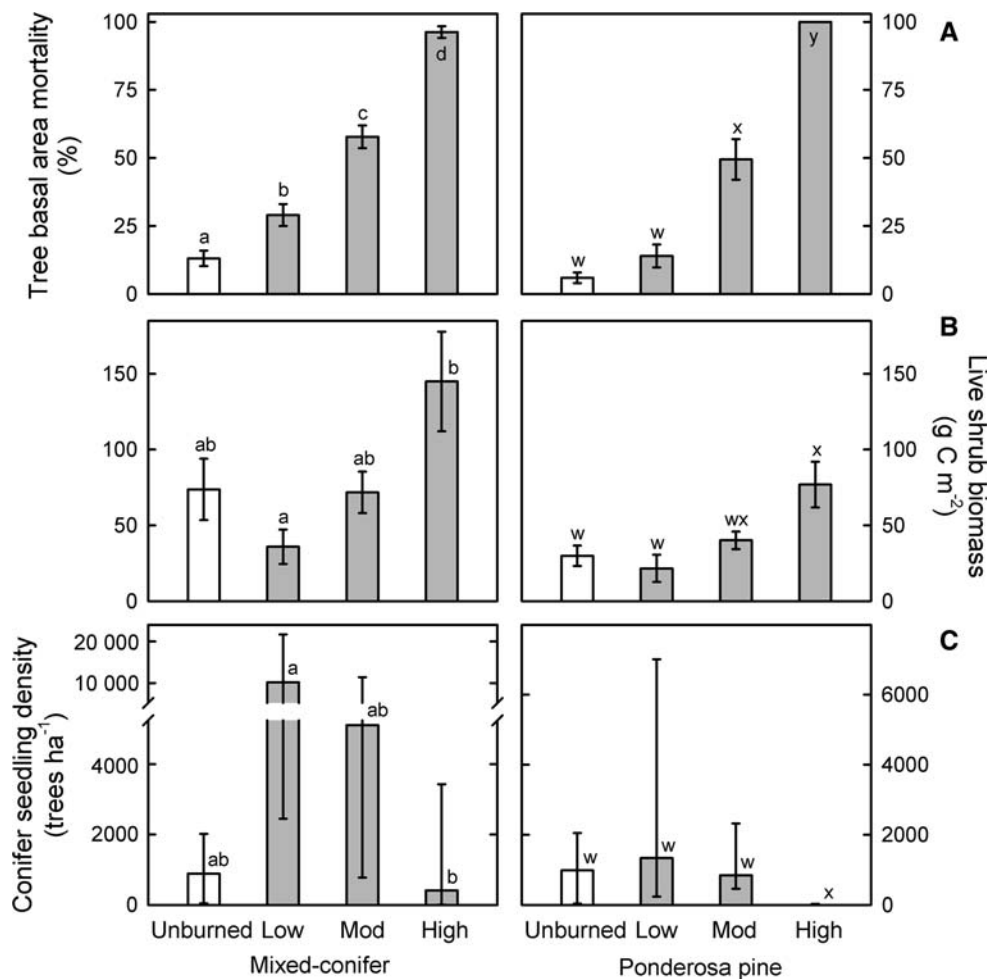 Tree basal area mortality
(%)
100
75
50
25
0
a
b
c
d
w
w
x
y
100
75
50
25
0
A
150
100
50
0
ab
a
ab
b
w
w
wx
x
150
100
50
0
B
Live shrub biomass
(g C m⁻²)
Conifer seedling density
(trees ha⁻¹)
20 000
10 000
4000
2000
0
ab
a
ab
b
w
w
w
x
6000
4000
2000
0
C
Unburned Low Mod High
Unburned Low Mod High
Mixed-conifer
Ponderosa pine